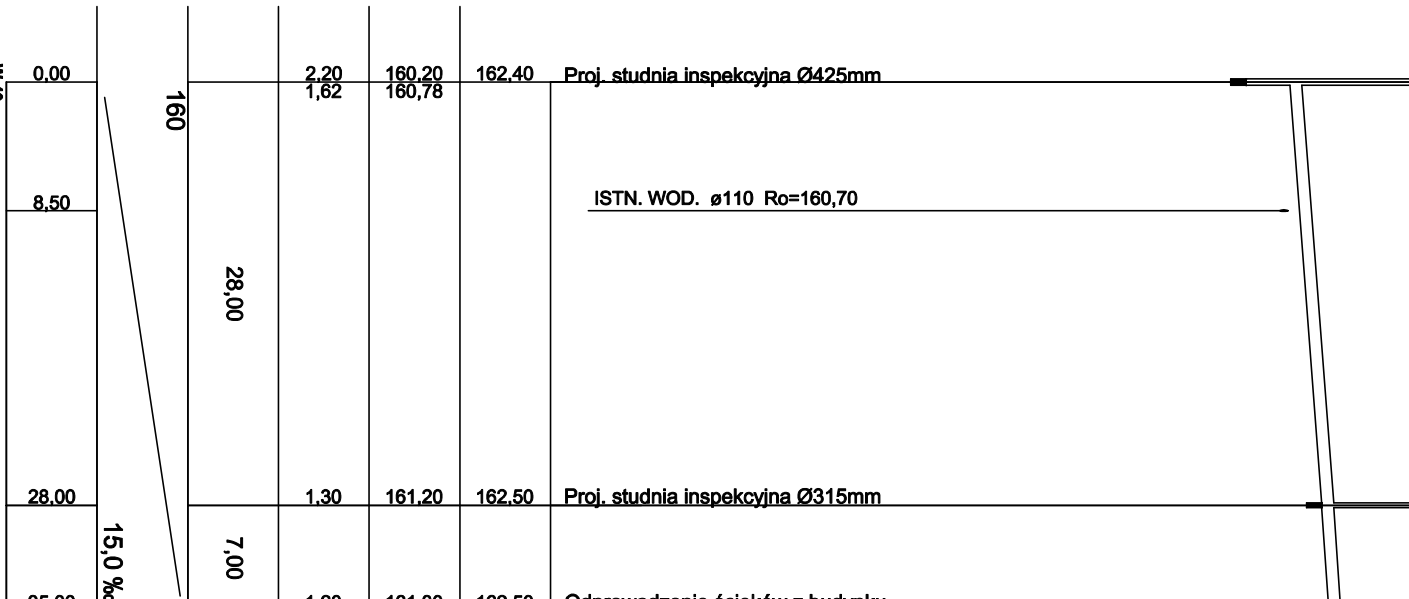 0,00 2,20 160,20 162,40 Proj. studnia inspekcyjna Ø425mm
1,62 160,78
160
8,50 ISTN. WOD. ø110 Ro=160,70
28,00
28,00 1,30 161,20 162,50 Proj. studnia inspekcyjna Ø315mm
15,0 ‰
7,00